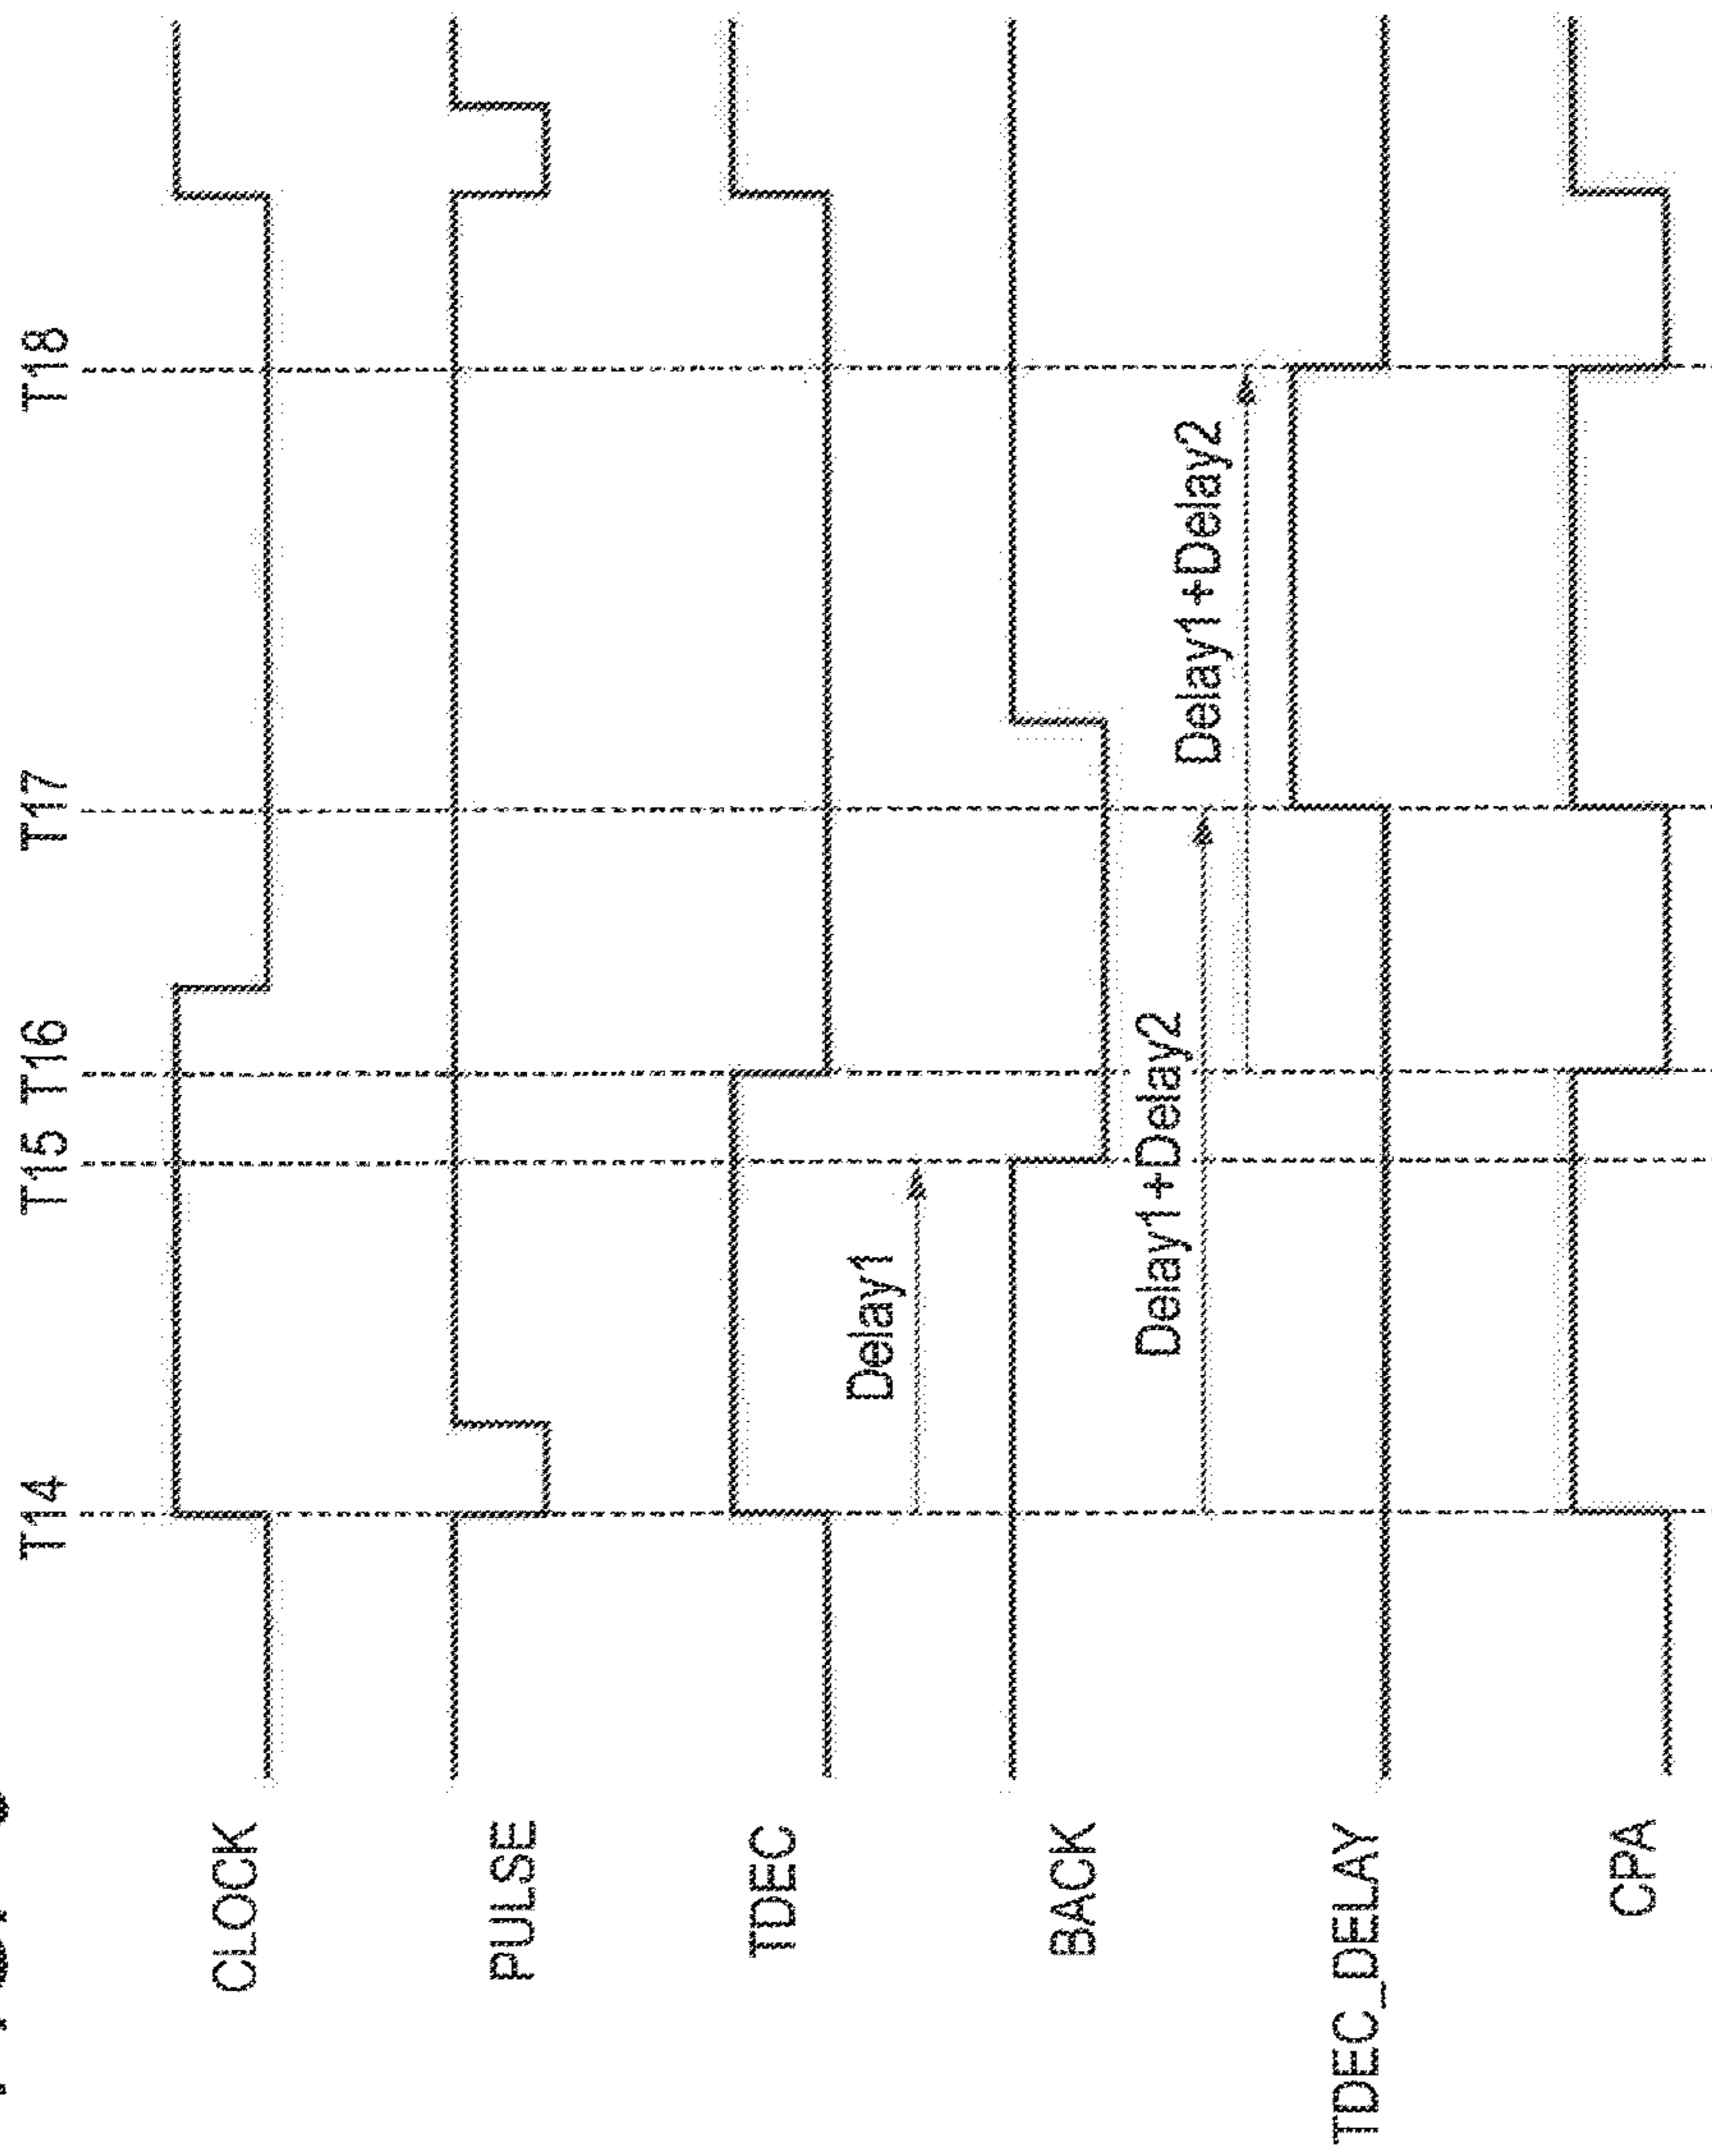 T14 T15 T16 T17 T18
CLOCK
PULSE
TDEC
Delay1
BACK
Delay1+Delay2
Delay1+Delay2
TDEC_DELAY
CPA